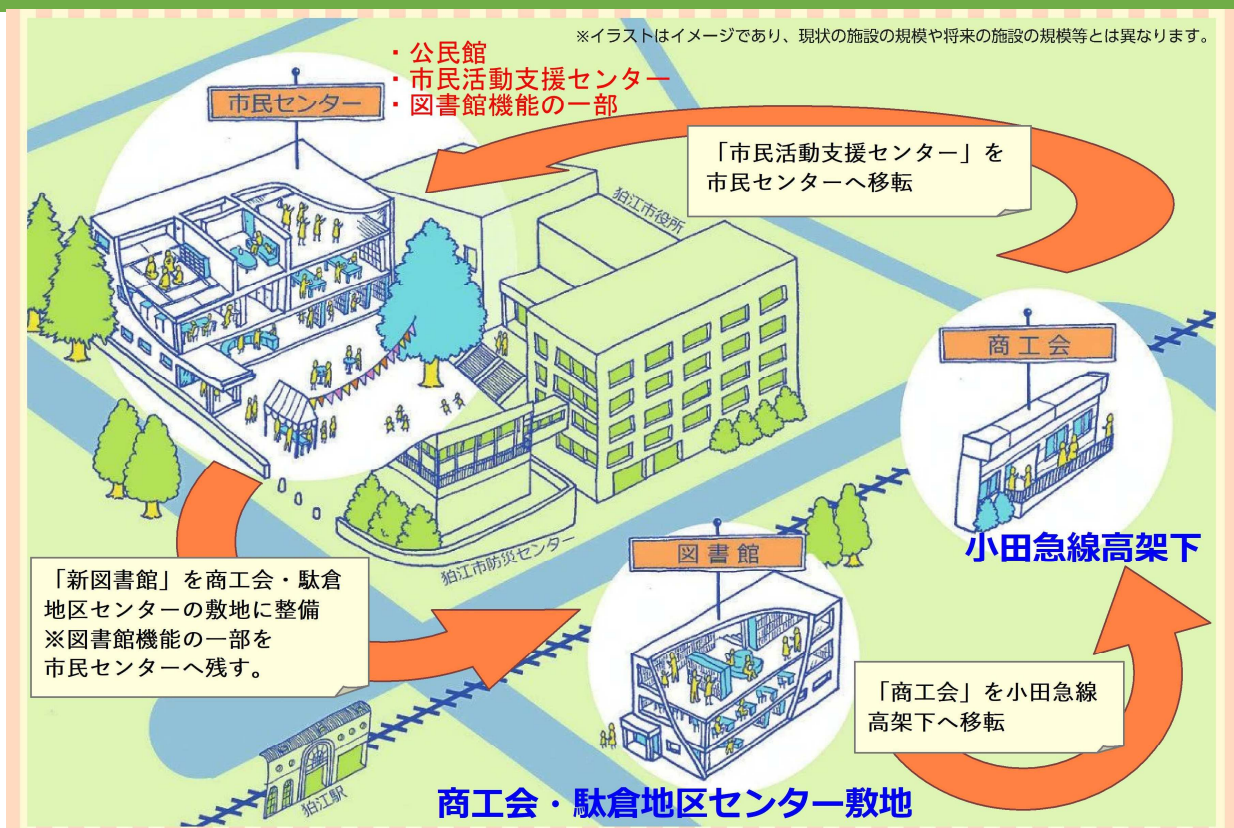 ※イラストはイメージであり、現状の施設の規模や将来の施設の規模等とは異なります。
・公民館
・市民活動支援センター
・図書館機能の一部
市民センター
「市民活動支援センター」を
市民センターへ移転
狛江市役所
商工会
小田急線高架下
狛江市防災センター
図書館
「新図書館」を商工会・駄倉
地区センターの敷地に整備
※図書館機能の一部を
市民センターへ残す。
「商工会」を小田急線
高架下へ移転
狛江駅
商工会・駄倉地区センター敷地